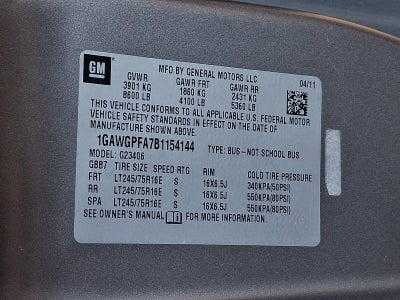 GM
MFD BY GENERAL MOTORS LLC 04/11
GVWR GAWR FRT GAWR RR
3901 KG 1860 KG 2431 KG
8600 LB 4100 LB 5360 LB
THIS VEHICLE CONFORMS TO ALL APPLICABLE U.S. FEDERAL MOTOR
VEHICLE SAFETY STANDARDS IN EFFECT ON THE DATE OF
MANUFACTURE SHOWN ABOVE.
1GAWGPFA7B1154144 TYPE: BUS-NOT SCHOOL BUS
MODEL: G23406
GBB7 TIRE SIZE SPEED RTG RIM COLD TIRE PRESSURE
FRT LT245/75R16E S 16X6.5J 340KPA(50PSI)
RR LT245/75R16E S 16X6.5J 550KPA(80PSI)
SPA LT245/75R16E S 16X6.5J 550KPA(80PSI)
SEE OWNER'S MANUAL FOR MORE INFORMATION.